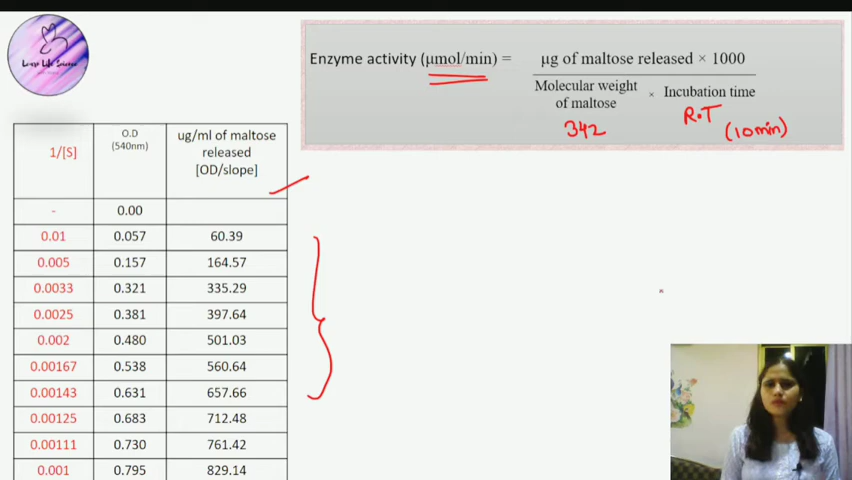 Learn Life Science
Enzyme activity (μmol/min) = μg of maltose released × 1000
Molecular weight of maltose × Incubation time
342
R.T
(10min)
1/[S] O.D (540nm) ug/ml of maltose released [OD/slope]
- 0.00
0.01 0.057 60.39
0.005 0.157 164.57
0.0033 0.321 335.29
0.0025 0.381 397.64
0.002 0.480 501.03
0.00167 0.538 560.64
0.00143 0.631 657.66
0.00125 0.683 712.48
0.00111 0.730 761.42
0.001 0.795 829.14